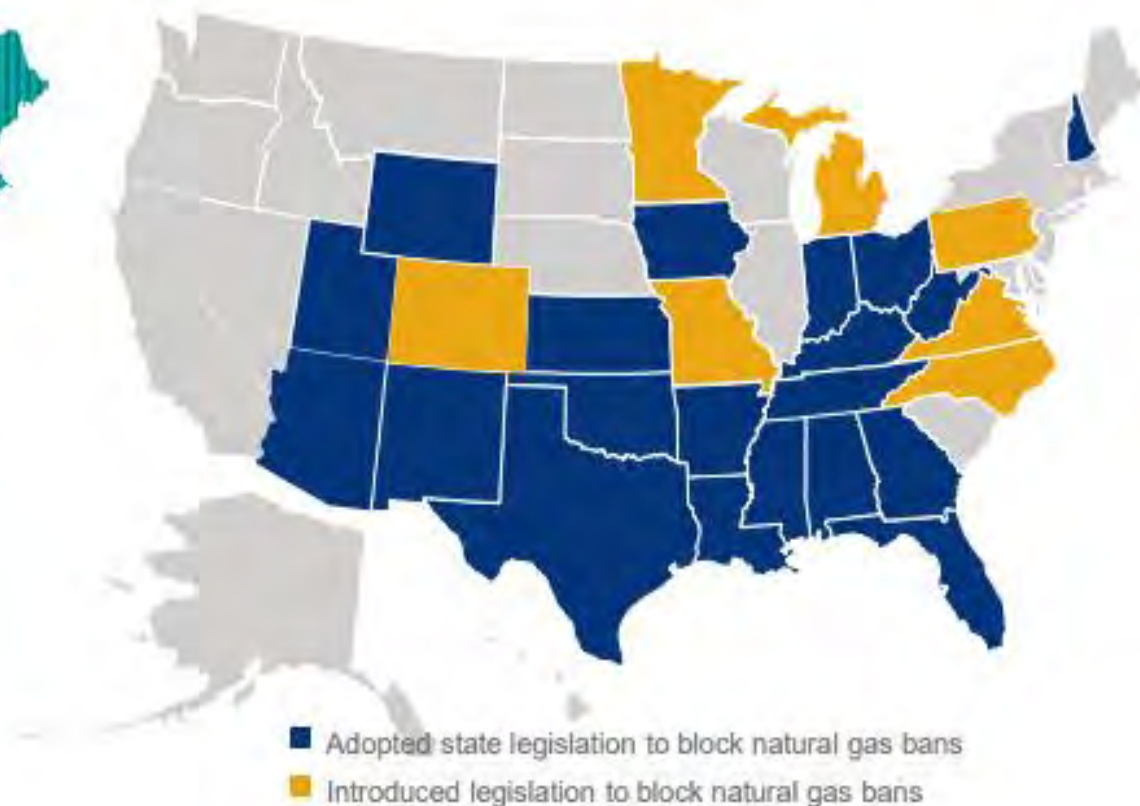 Adopted state legislation to block natural gas bans
Introduced legislation to block natural gas bans